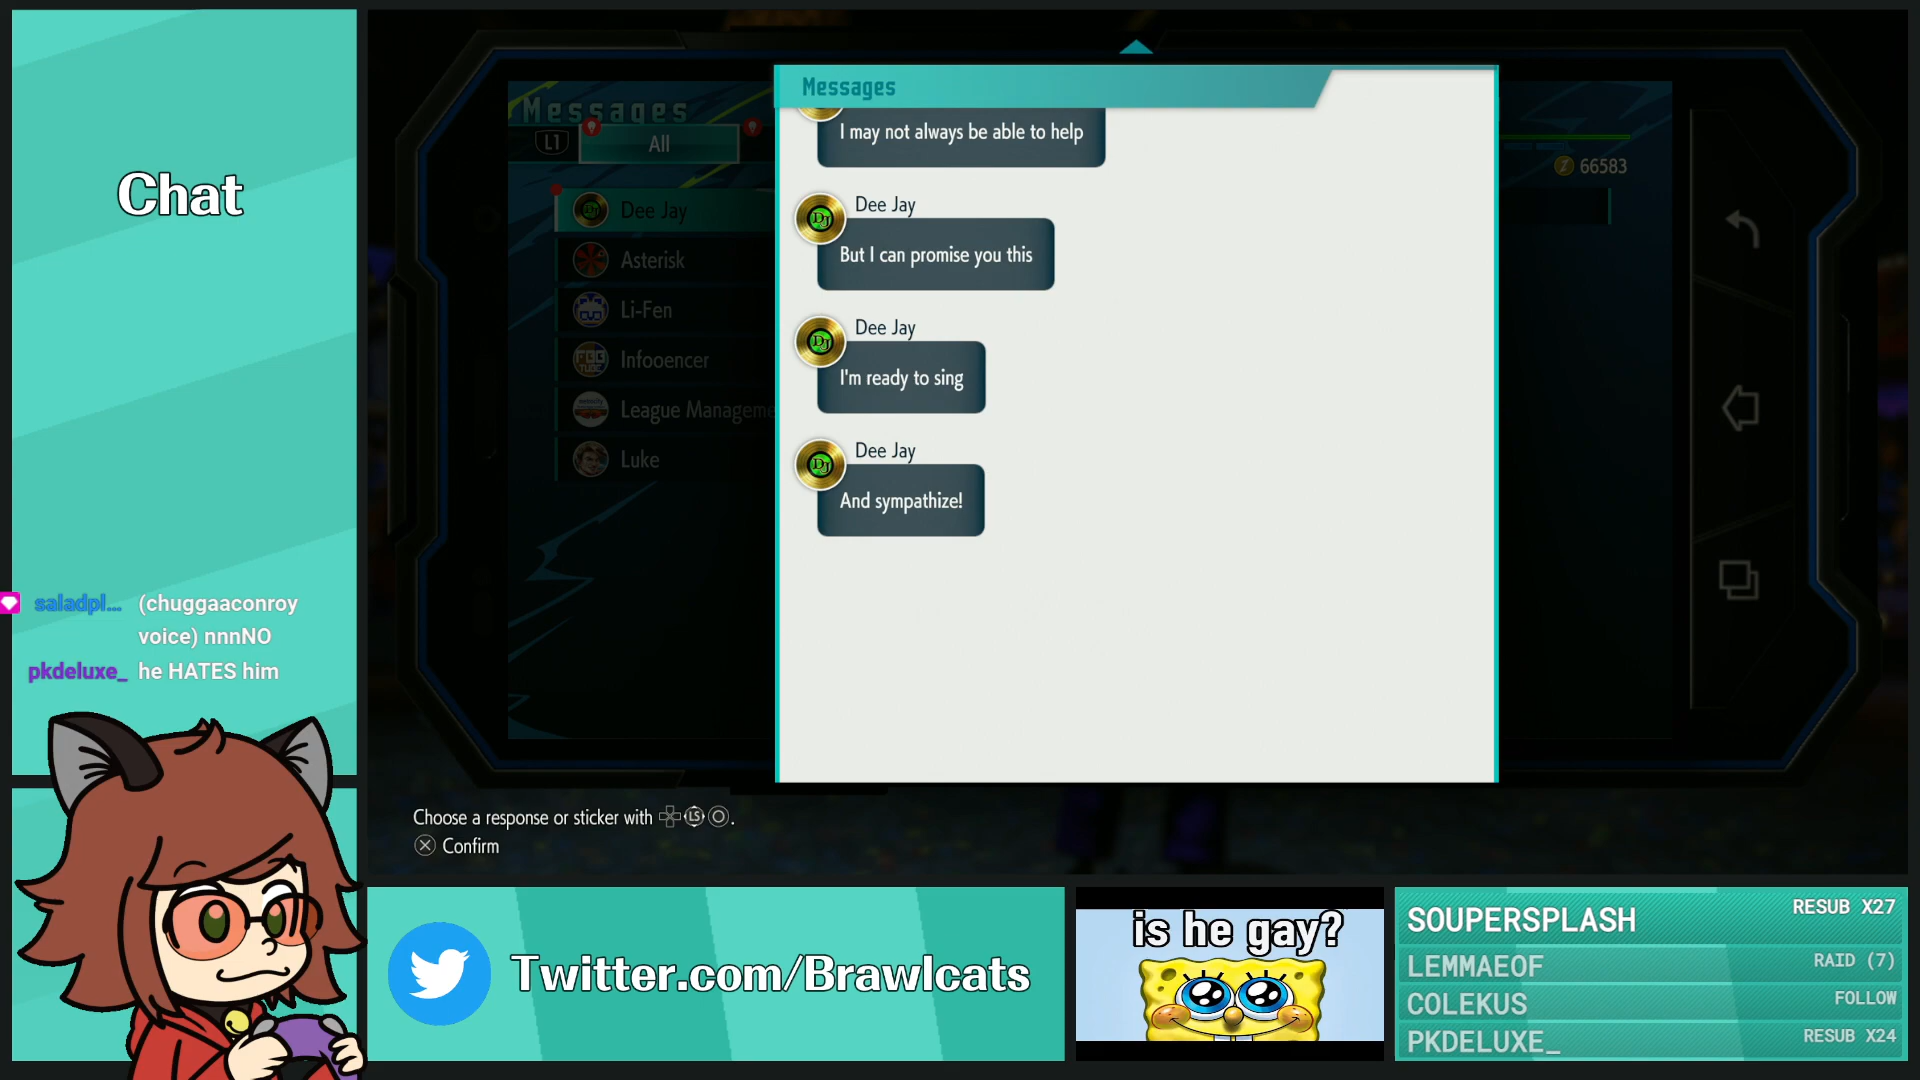 Chat
saladpl... (chuggaaconroy
voice) nnnNO
pkdeluxe_ he HATES him
Messages
L1
All
Dee Jay
Asterisk
Li-Fen
Infooencer
League Manageme
Luke
66583
Messages
I may not always be able to help
Dee Jay
But I can promise you this
Dee Jay
I'm ready to sing
Dee Jay
And sympathize!
Choose a response or sticker with LS .
Confirm
Twitter.com/Brawlcats
is he gay?
SOUPERSPLASH RESUB X27
LEMMAEOF RAID (7)
COLEKUS FOLLOW
PKDELUXE_ RESUB X24